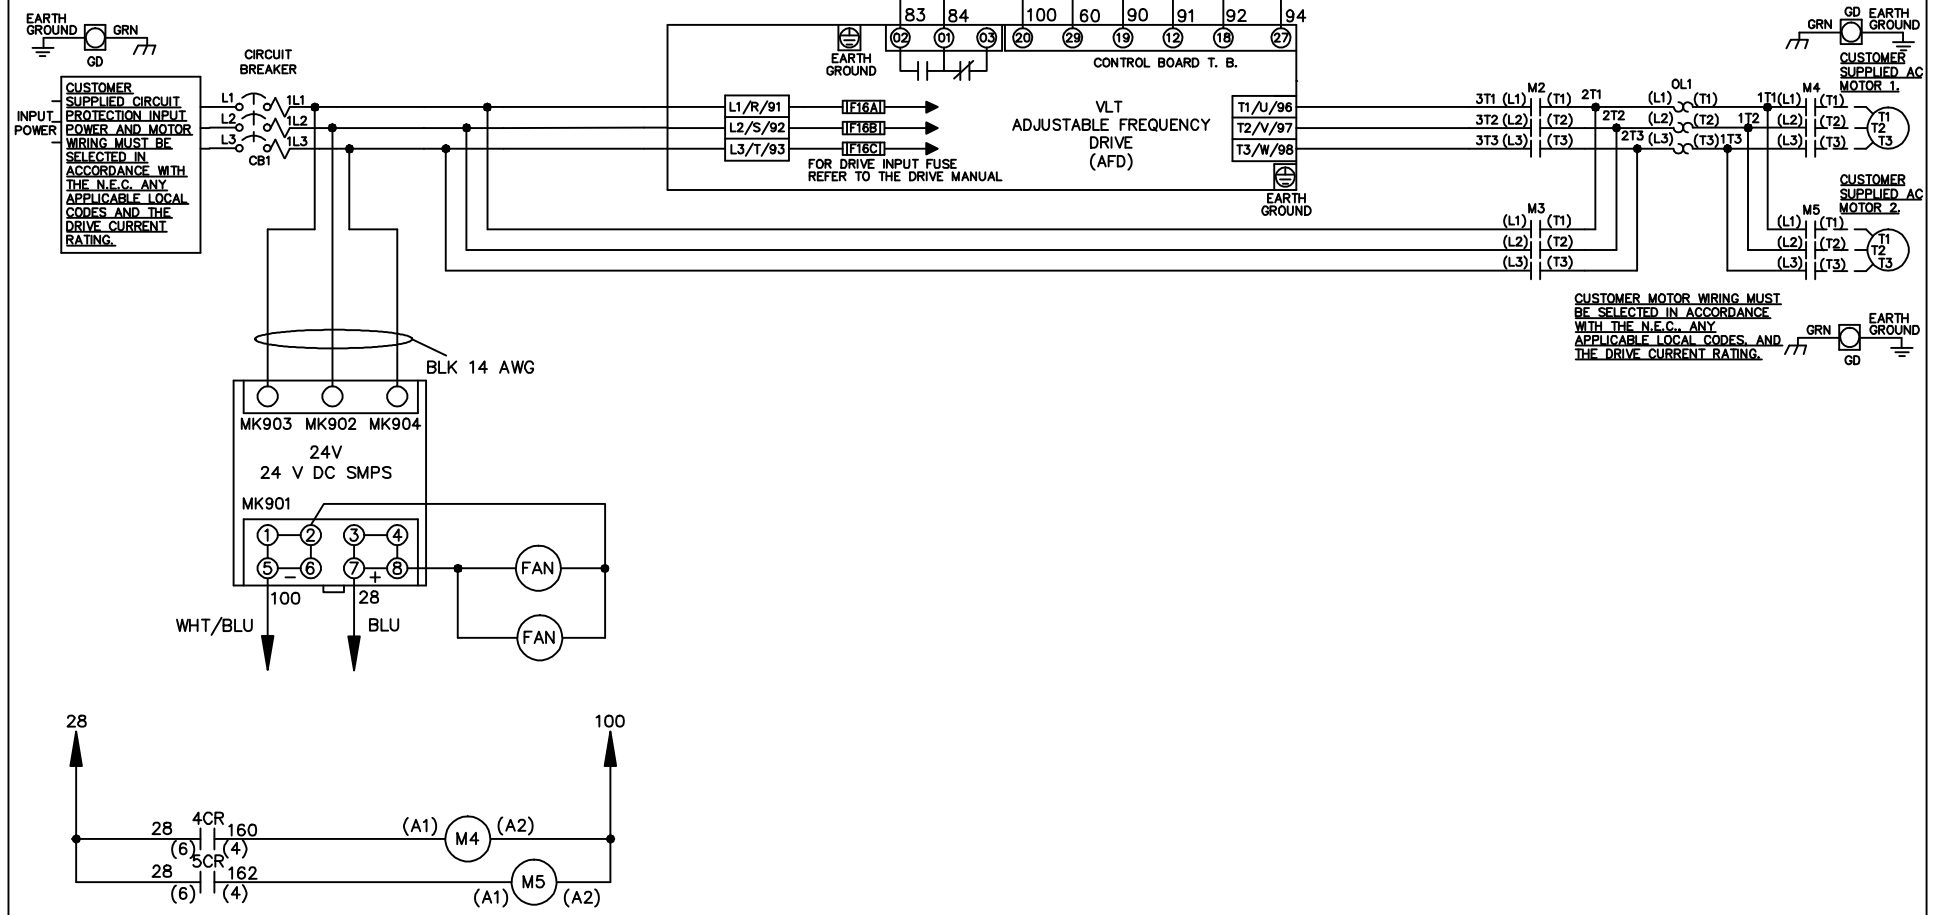 83 84 100 60 90 91 92 94
EARTH
GROUND
GRN
GD
GD
EARTH
GROUND
GRN
02 01 03 20 29 19 12 18 27
EARTH
GROUND
CONTROL BOARD T. B.
CIRCUIT
BREAKER
INPUT
POWER
CUSTOMER
SUPPLIED CIRCUIT
PROTECTION INPUT
POWER AND MOTOR
WIRING MUST BE
SELECTED IN
ACCORDANCE WITH
THE N.E.C. ANY
APPLICABLE LOCAL
CODES AND THE
DRIVE CURRENT
RATING.
L1 1L1
L2 1L2
L3 1L3
CB1
L1/R/91
L2/S/92
L3/T/93
F16A
F16B
F16C
FOR DRIVE INPUT FUSE
REFER TO THE DRIVE MANUAL
VLT
ADJUSTABLE FREQUENCY
DRIVE
(AFD)
T1/U/96
T2/V/97
T3/W/98
EARTH
GROUND
M2
3T1 (L1) (T1) 2T1
3T2 (L2) (T2) 2T2
3T3 (L3) (T3) 2T3
OL1
(L1) (T1) 1T1
(L2) (T2) 1T2
(L3) (T3) 1T3
M4
(L1) (T1)
(L2) (T2)
(L3) (T3)
CUSTOMER
SUPPLIED AC
MOTOR 1.
T1
T2
T3
M3
(L1) (T1)
(L2) (T2)
(L3) (T3)
M5
(L1) (T1)
(L2) (T2)
(L3) (T3)
CUSTOMER
SUPPLIED AC
MOTOR 2.
T1
T2
T3
CUSTOMER MOTOR WIRING MUST
BE SELECTED IN ACCORDANCE
WITH THE N.E.C., ANY
APPLICABLE LOCAL CODES, AND
THE DRIVE CURRENT RATING.
GRN
GD
EARTH
GROUND
BLK 14 AWG
MK903 MK902 MK904
24V
24 V DC SMPS
MK901
1 2 3 4
5 - 6 7 + 8
FAN
FAN
100 28
WHT/BLU BLU
28 100
4CR
28 160
(6) (4)
(A1) M4 (A2)
5CR
28 162
(6) (4)
(A1) M5 (A2)